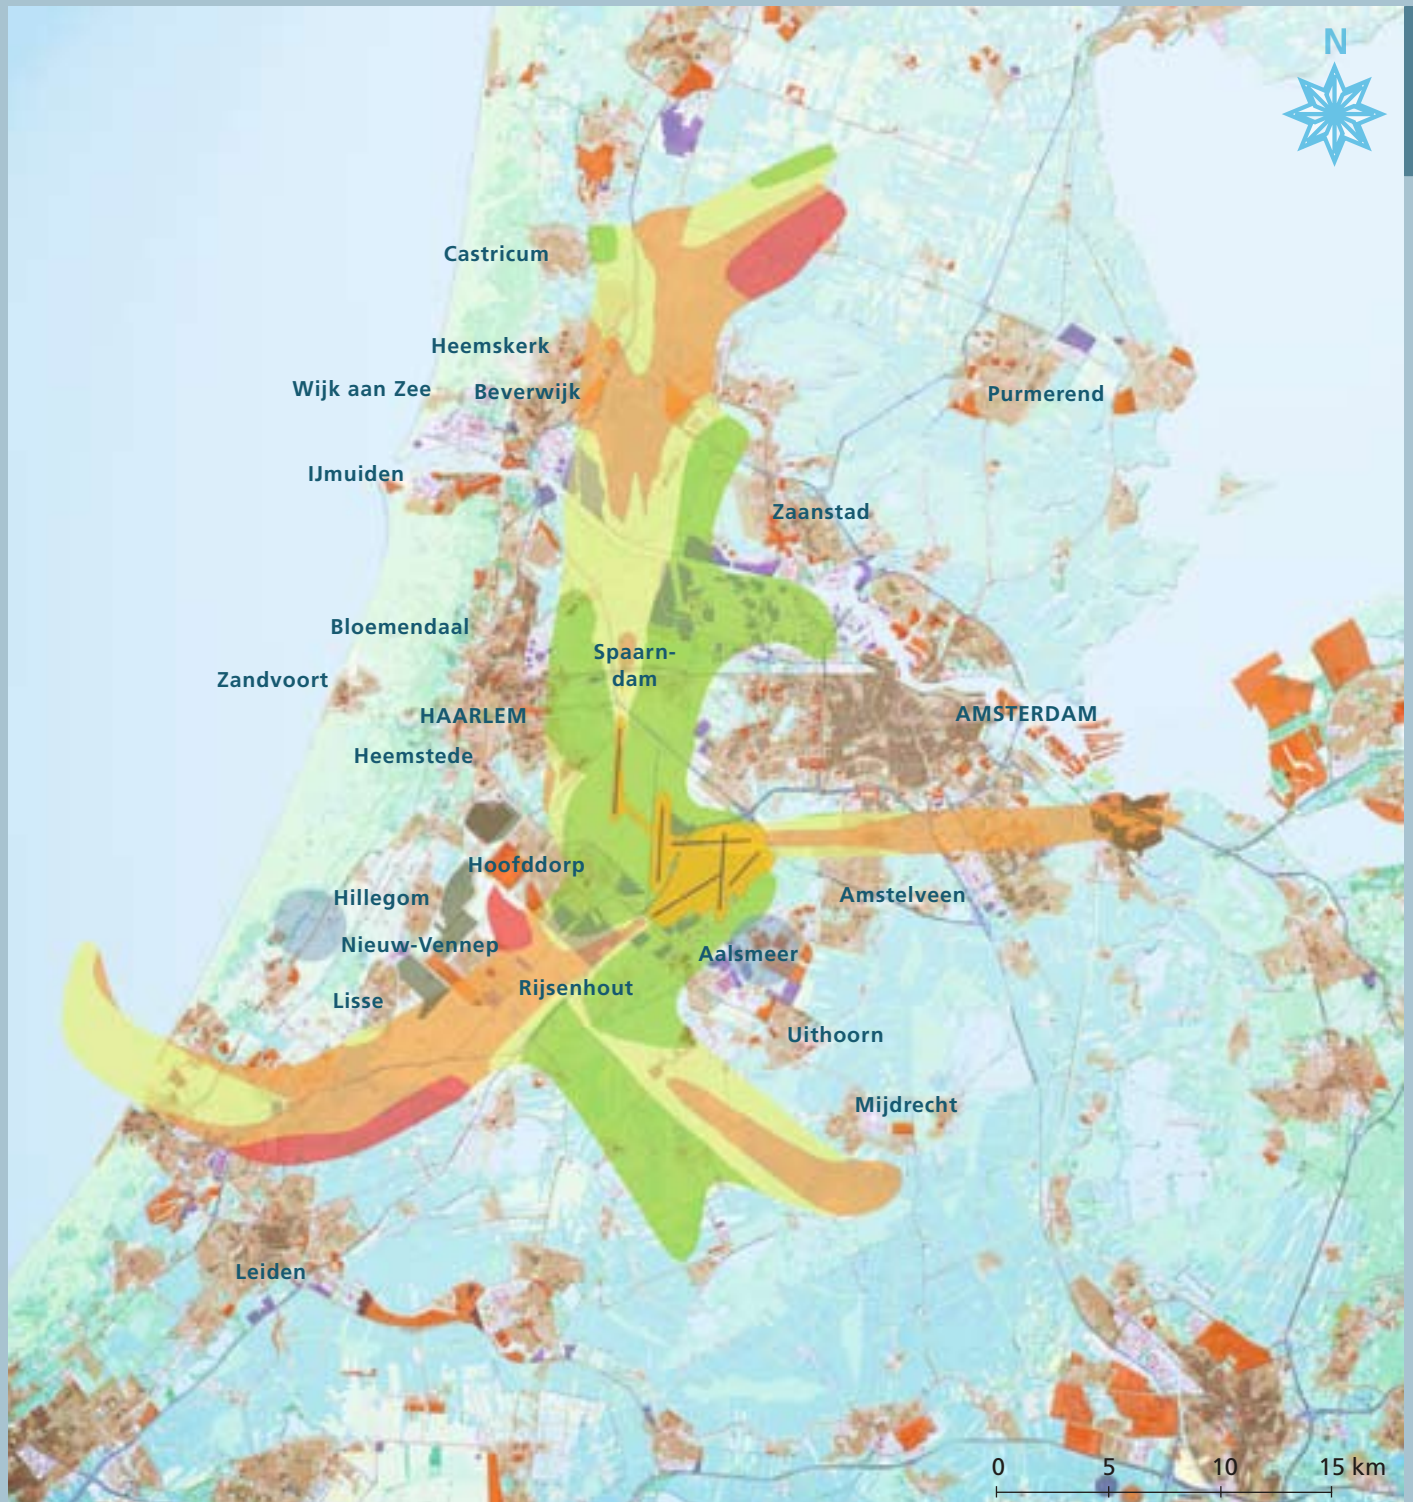 N
Castricum
Heemskerk
Wijk aan Zee
Beverwijk
Purmerend
IJmuiden
Zaanstad
Bloemendaal
Spaarn-
dam
Zandvoort
HAARLEM
AMSTERDAM
Heemstede
Hoofddorp
Hillegom
Amstelveen
Nieuw-Vennep
Aalsmeer
Rijsenhout
Lisse
Uithoorn
Mijdrecht
Leiden
0 5 10 15 km